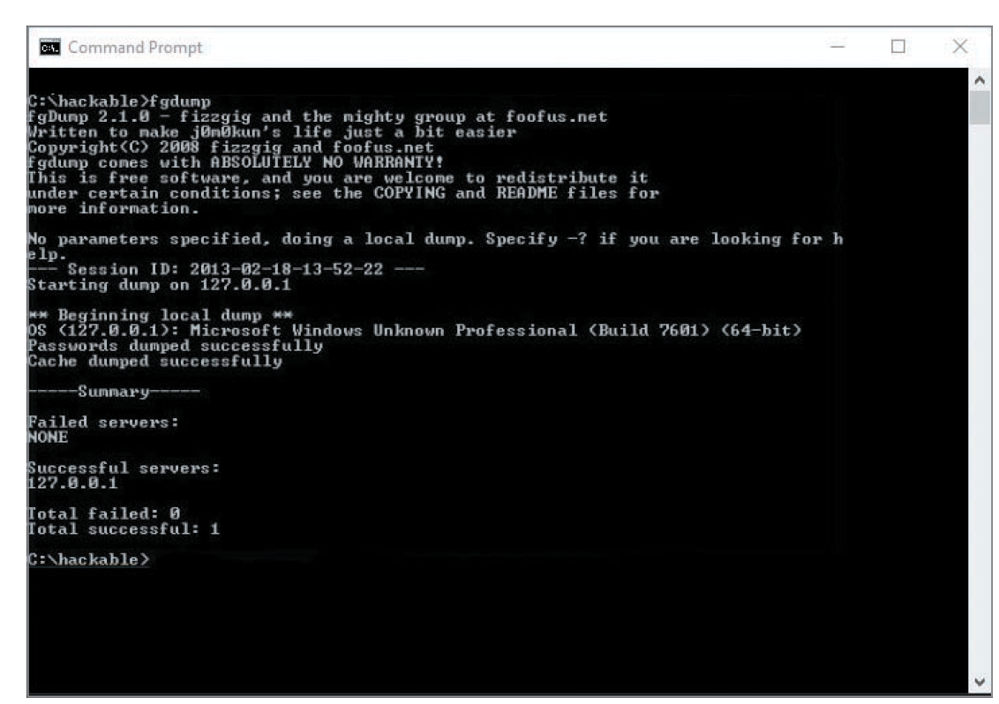 Command Prompt
C:\hackable>fgdump
fgDump 2.1.0 - fizzgig and the mighty group at foofus.net
Written to make j0m0kun's life just a bit easier
Copyright(C) 2008 fizzgig and foofus.net
fgdump comes with ABSOLUTELY NO WARRANTY!
This is free software, and you are welcome to redistribute it
under certain conditions; see the COPYING and README files for
more information.
No parameters specified, doing a local dump. Specify -? if you are looking for h
elp.
--- Session ID: 2013-02-18-13-52-22 ---
Starting dump on 127.0.0.1
** Beginning local dump **
OS (127.0.0.1): Microsoft Windows Unknown Professional (Build 7601) (64-bit)
Passwords dumped successfully
Cache dumped successfully
-----Summary-----
Failed servers:
NONE
Successful servers:
127.0.0.1
Total failed: 0
Total successful: 1
C:\hackable>